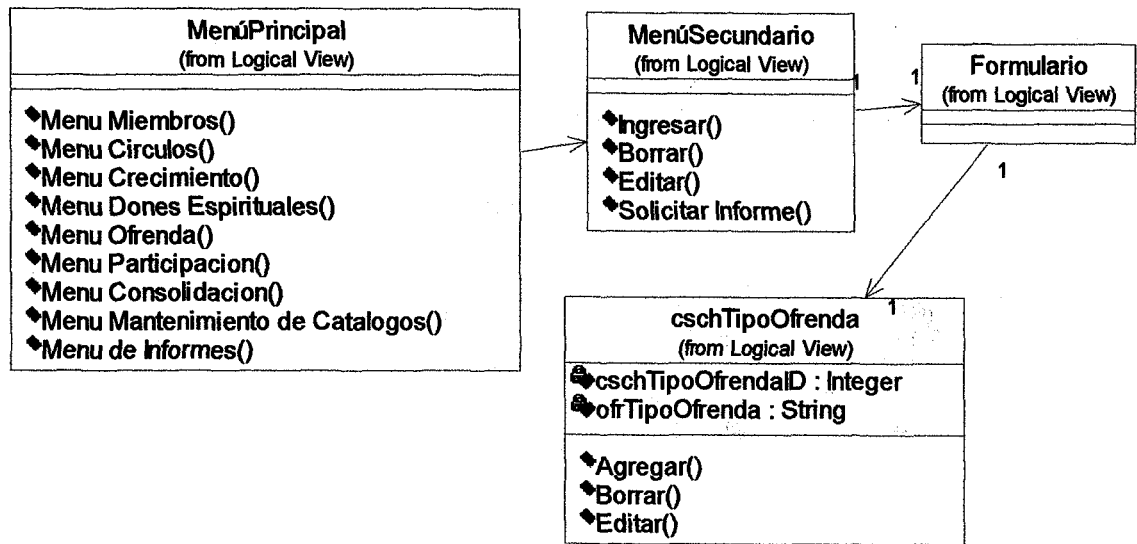 MenúPrincipal
(from Logical View)
Menu Miembros()
Menu Circulos()
Menu Crecimiento()
Menu Dones Espirituales()
Menu Ofrenda()
Menu Participacion()
Menu Consolidacion()
Menu Mantenimiento de Catalogos()
Menu de Informes()
MenúSecundario
(from Logical View)
Ingresar()
Borrar()
Editar()
Solicitar Informe()
1
1
Formulario
(from Logical View)
1
1
cschTipoOfrenda
(from Logical View)
cschTipoOfrendaID : Integer
ofrTipoOfrenda : String
Agregar()
Borrar()
Editar()